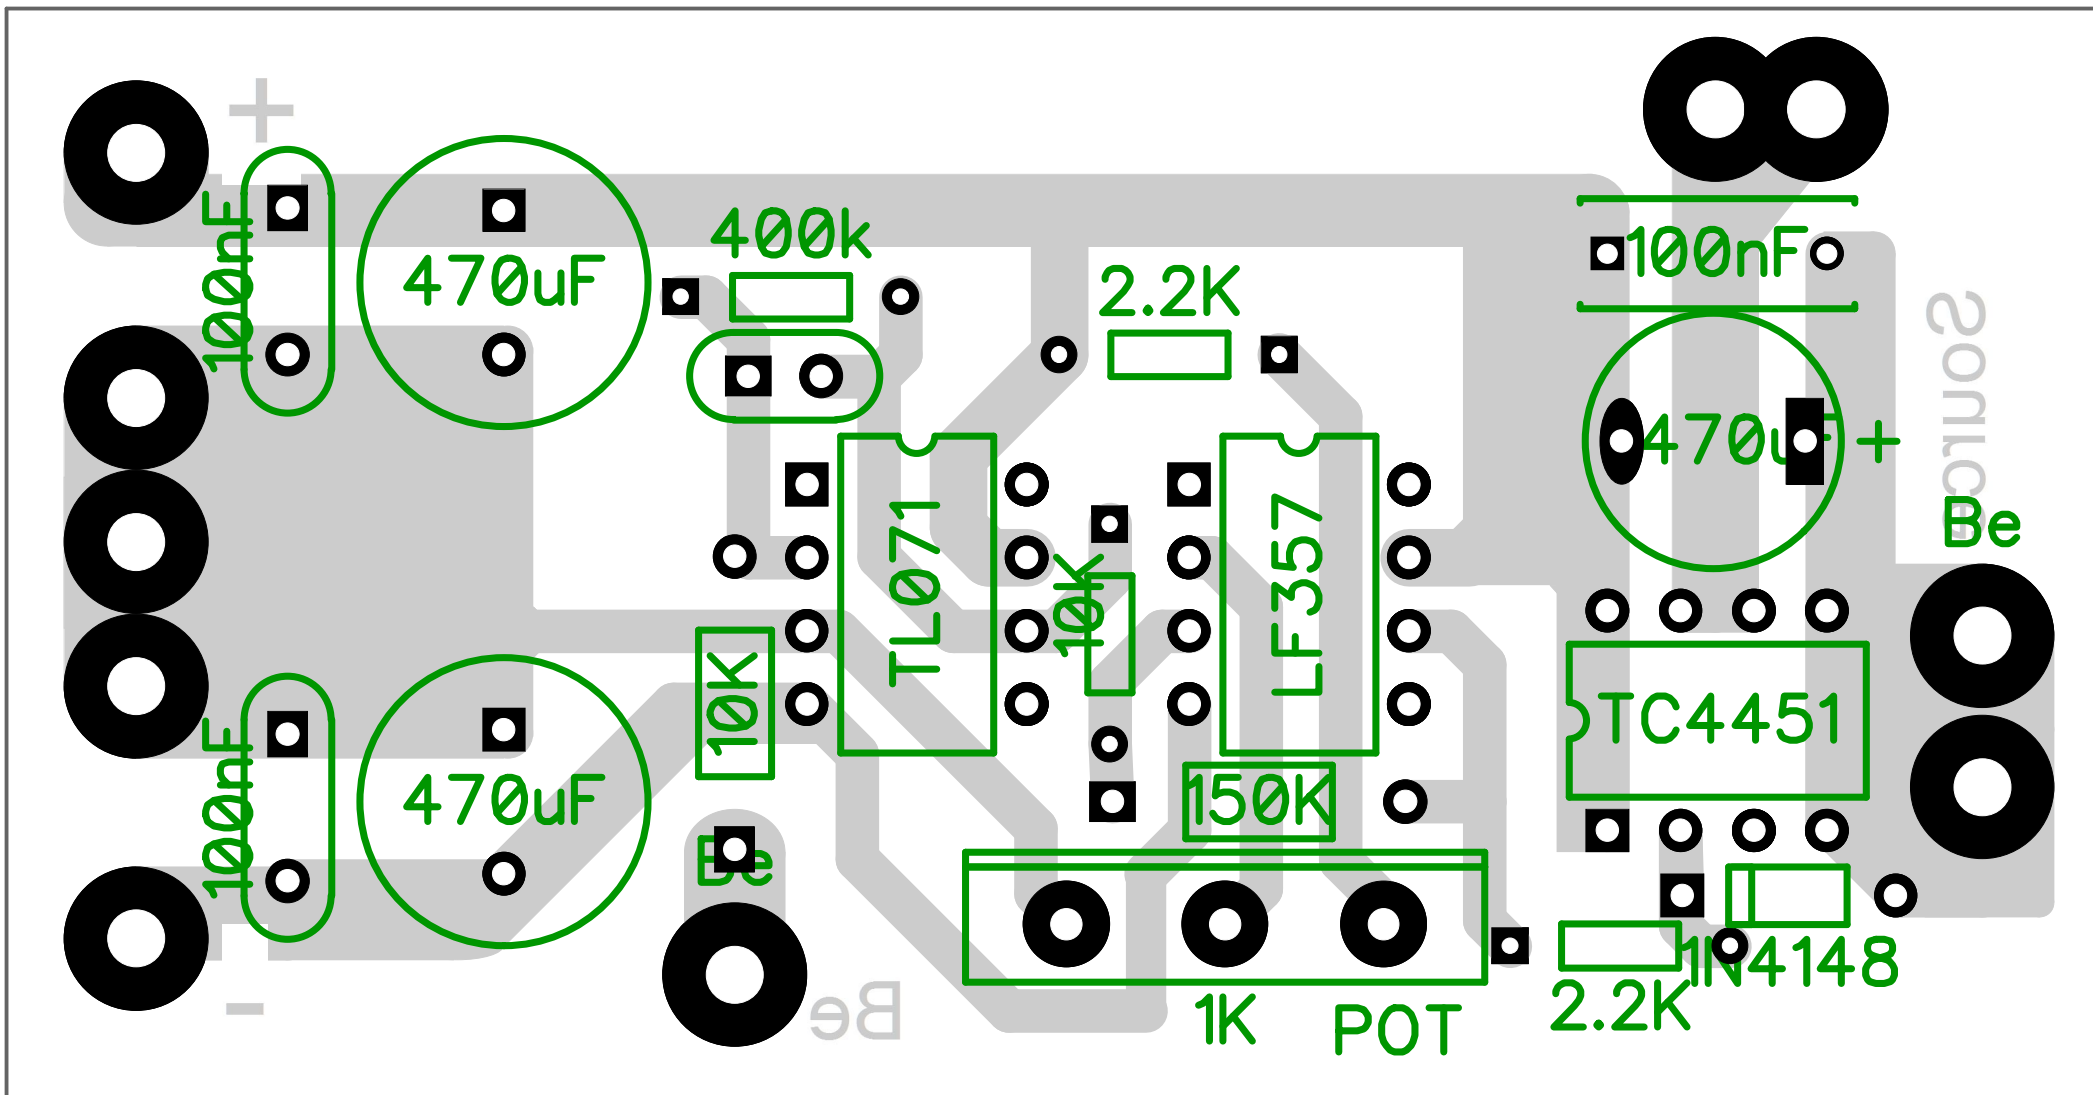 +
100nF
470uF
400k
2.2K
100nF
470uF+
Source
Be
TL071
10K
LF357
10K
TC4451
100nF
470uF
150K
Be
1N4148
-
Be
1K
POT
2.2K